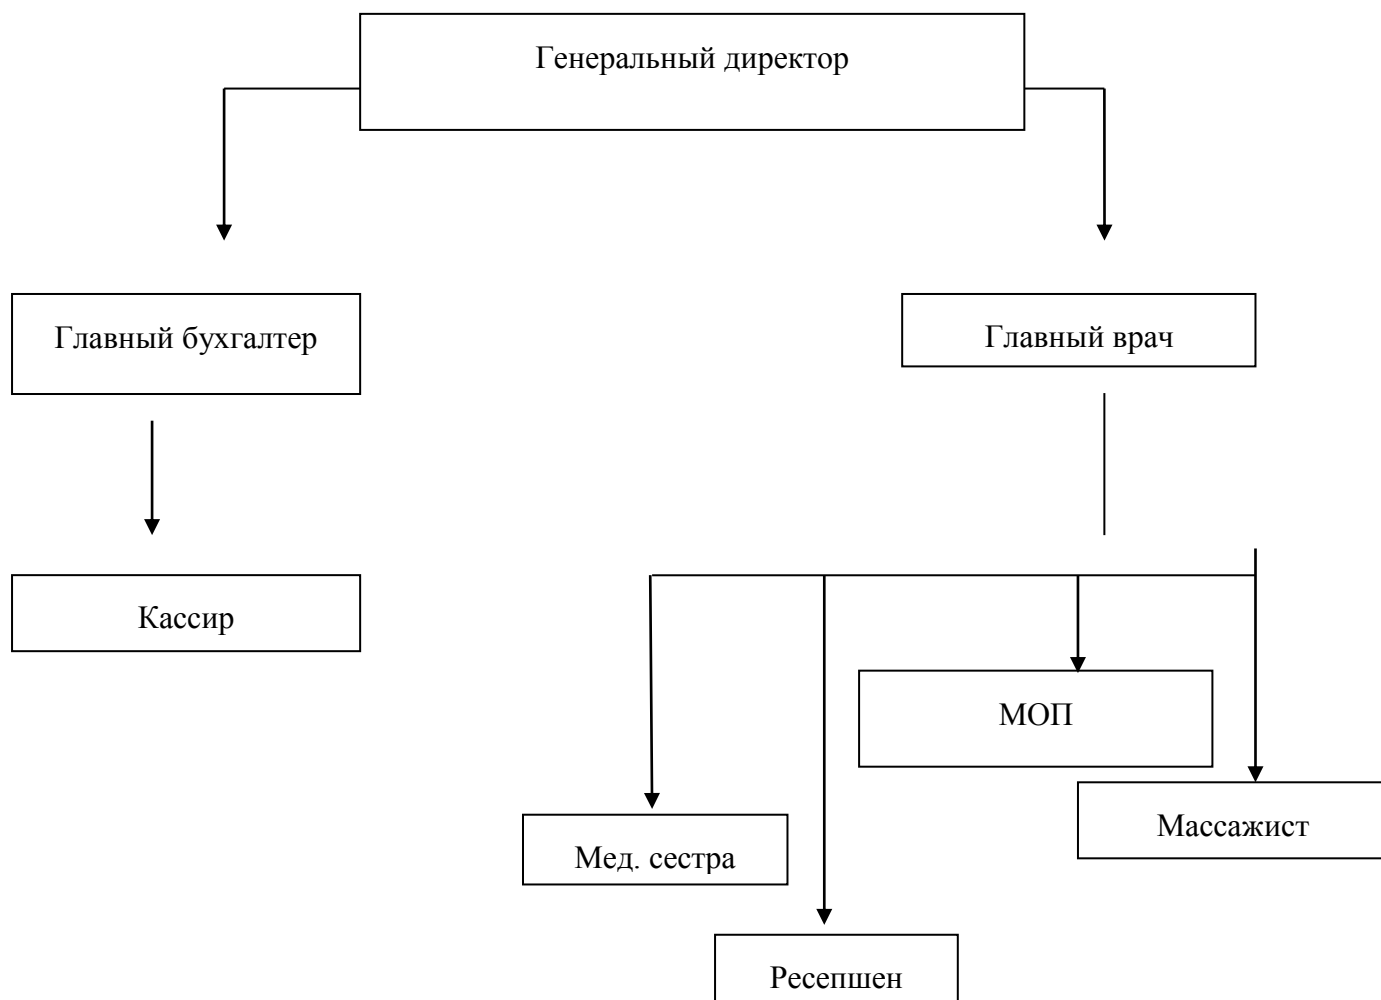 Генеральный директор
Главный бухгалтер
Главный врач
Кассир
МОП
Массажист
Мед. сестра
Ресепшен